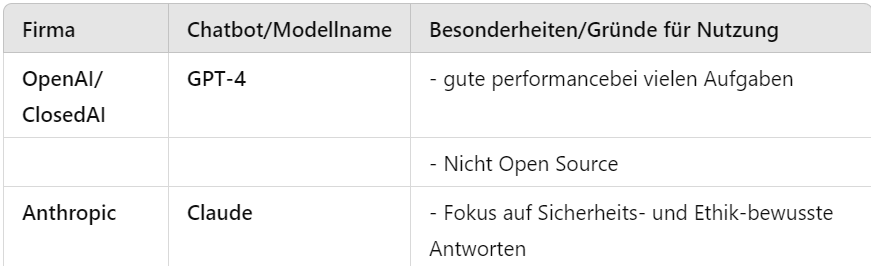 Firma Chatbot/Modellname Besonderheiten/Gründe für Nutzung
OpenAI/ GPT-4 - gute performancebei vielen Aufgaben
ClosedAI
- Nicht Open Source
Anthropic Claude - Fokus auf Sicherheits- und Ethik-bewusste
Antworten